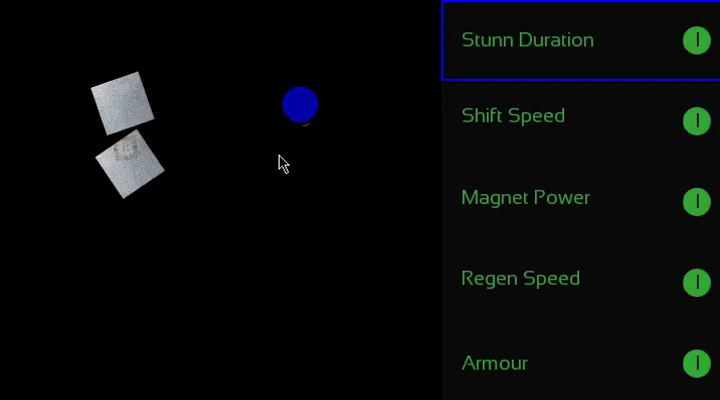 Stunn Duration
Shift Speed
Magnet Power
Regen Speed
Armour